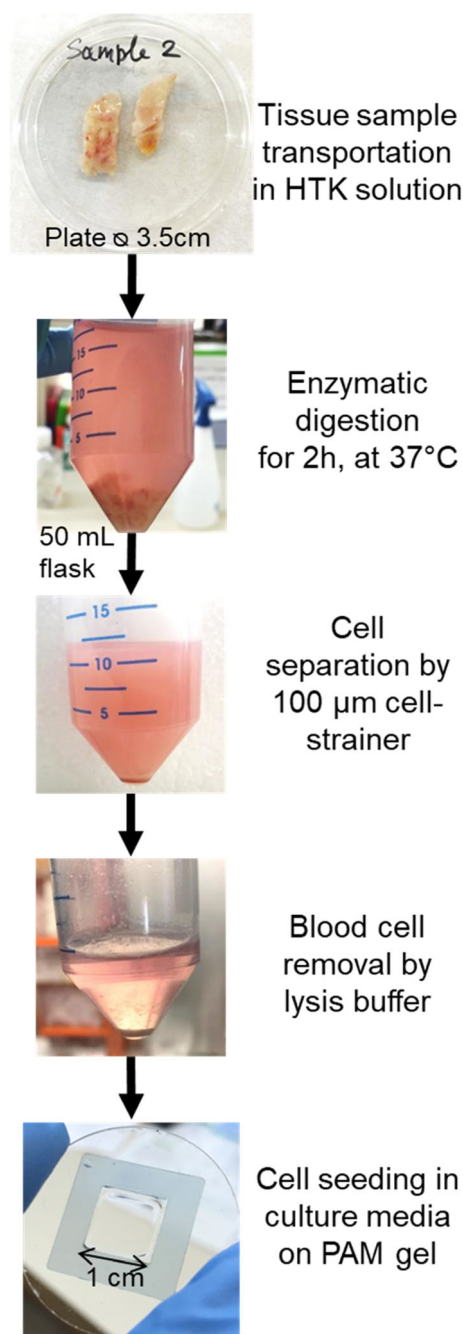 Sample 2
Plate ⦰ 3.5cm
Tissue sample
transportation
in HTK solution
15
10
5
Enzymatic
digestion
for 2h, at 37°C
50 mL
flask
15
10
5
Cell
separation by
100 µm cell-
strainer
Blood cell
removal by
lysis buffer
1 cm
Cell seeding in
culture media
on PAM gel